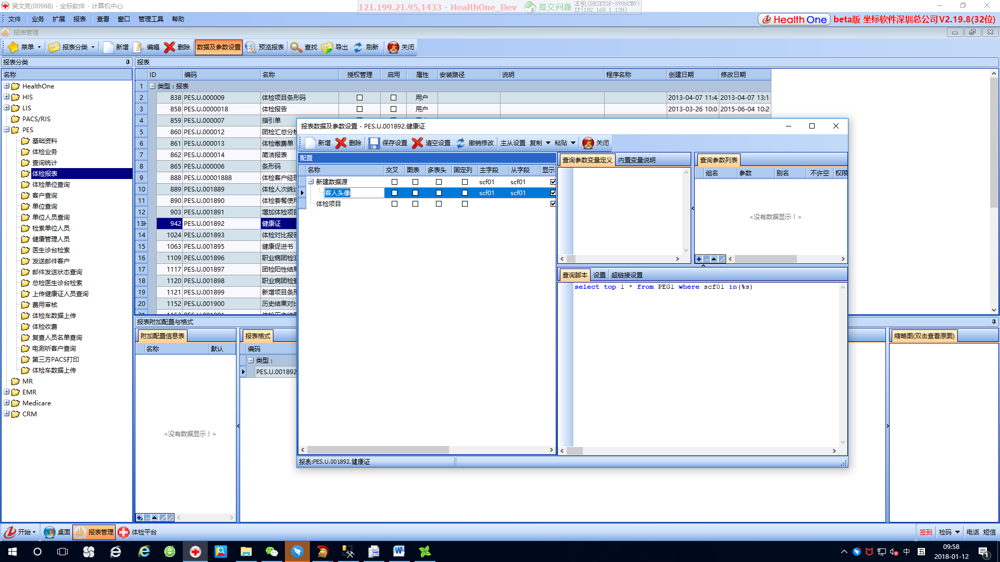 吴文亮(00988) - 坐标软件 - 计算机中心
121.199.21.95,1433 - HealthOne_Dev
提交问题
本机(DESKTOP-3V9OCMV)
IP(192.168.1.139)
文件 业务 扩展 报表 查看 窗口 管理工具 帮助
Health One beta版 坐标软件深圳总公司 V2.19.8(32位)
报表管理
菜单 报表分类 新增 编辑 删除 数据及参数设置 预览报表 查找 导出 刷新 关闭
报表分类
名称
HealthOne
HIS
LIS
PACS/RIS
PES
基础资料
体检业务
查询统计
体检报表
体检单位查询
客户查询
单位查询
单位人员查询
检索单位人员
健康管理人员
医生诊台检索
发送邮件客户
邮件发送状态查询
总检医生诊台检索
上传健康证人员查询
费用审核
体检车数据上传
体检收费
复查人员名单查询
电测听客户查询
第三方PACS打印
体检车数据上传
MR
EMR
Medicare
CRM
报表
ID 编码 名称 授权管理 启用 属性 安装路径 说明 程序名称 创建日期 修改日期
1 类型 : 报表
2 838 PES.U.000009 体检项目条形码 用户 2013-04-07 11:4 2013-04-07 13:1
3 858 PES.U.0000018 体检报告 用户 2013-03-26 10:0 2015-06-04 10:2
4 859 PES.U.000007 指引单
5 860 PES.U.000012 团检汇总分析
6 861 PES.U.000013 体检缴费单
7 862 PES.U.000014 简洁报表
8 865 PES.U.000006 条形码
9 888 PES.U.00001888 体检客户经理
10 889 PES.U.001889 体检人次统计
11 890 PES.U.001890 体检套餐使用
12 903 PES.U.001891 增加体检项目
13 942 PES.U.001892 健康证
14 1024 PES.U.001893 体检对比报告
15 1063 PES.U.001895 健康促进书
16 1109 PES.U.001896 职业病团检汇
17 1117 PES.U.001897 团检阳性结果
18 1120 PES.U.001898 职业病团检查
19 1121 PES.U.001899 新增项目条形
20 1152 PES.U.001900 历史结果对比
报表数据及参数设置 - PES.U.001892.健康证
新增 删除 保存设置 清空设置 撤销修改 主从设置 复制 粘贴 关闭
配置
名称 交叉 图表 多表头 固定列 主字段 从字段 显示
新建数据源 scf01 scf01
客人头像 scf01 scf01
体检项目
查询参数变量定义 内置变量说明
查询参数列表
组名 参数 别名 不许空 权限
<没有数据显示！>
查询脚本 设置 超链接设置
select top 1 * from PEG1 where scf01 in(%s)
报表:PES.U.001892.健康证
报表附加配置与格式
附加配置信息表
名称 默认
<没有数据显示！>
报表格式
编码
类型 :
PES.U.001892
缩略图(双击查看原图)
开始 桌面 报表管理 体检平台
签到 检码 电话 短信
中 五
09:58
2018-01-12
1